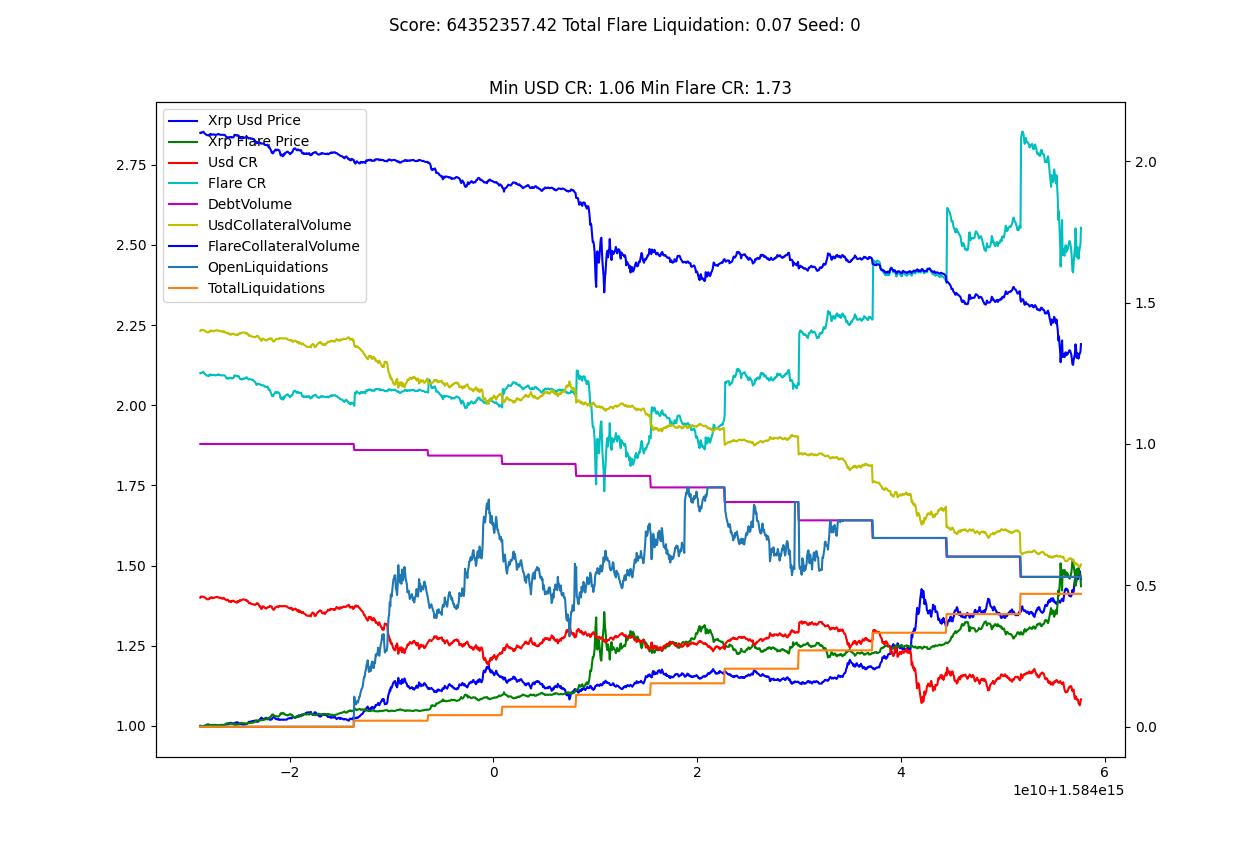 Score: 64352357.42 Total Flare Liquidation: 0.07 Seed: 0
Min USD CR: 1.06 Min Flare CR: 1.73
Xrp Usd Price
Xrp Flare Price
Usd CR
Flare CR
DebtVolume
UsdCollateralVolume
FlareCollateralVolume
OpenLiquidations
TotalLiquidations
2.75
2.50
2.25
2.00
1.75
1.50
1.25
1.00
2.0
1.5
1.0
0.5
0.0
−2 0 2 4 6
1e10+1.584e15